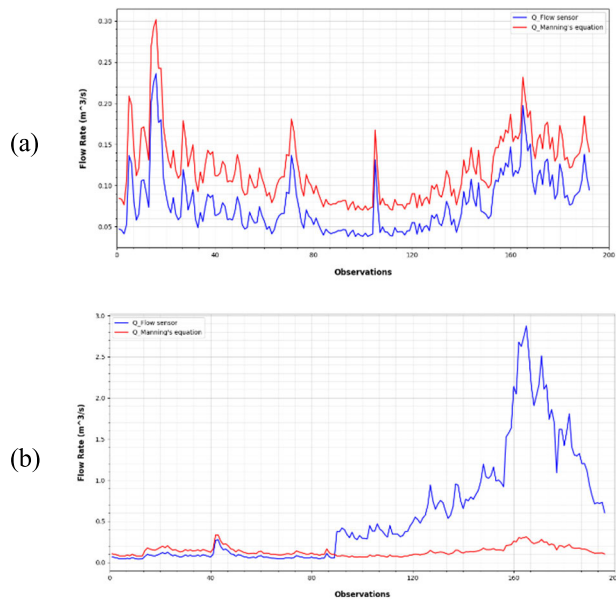 (a)
Flow Rate (m^3/s)
0.30
0.25
0.20
0.15
0.10
0.05
Q_Flow sensor
Q_Manning's equation
0
40
80
120
160
200
Observations
(b)
Flow Rate (m^3/s)
3.0
2.5
2.0
1.5
1.0
0.5
0.0
Q_Flow sensor
Q_Manning's equation
0
40
80
120
160
200
Observations